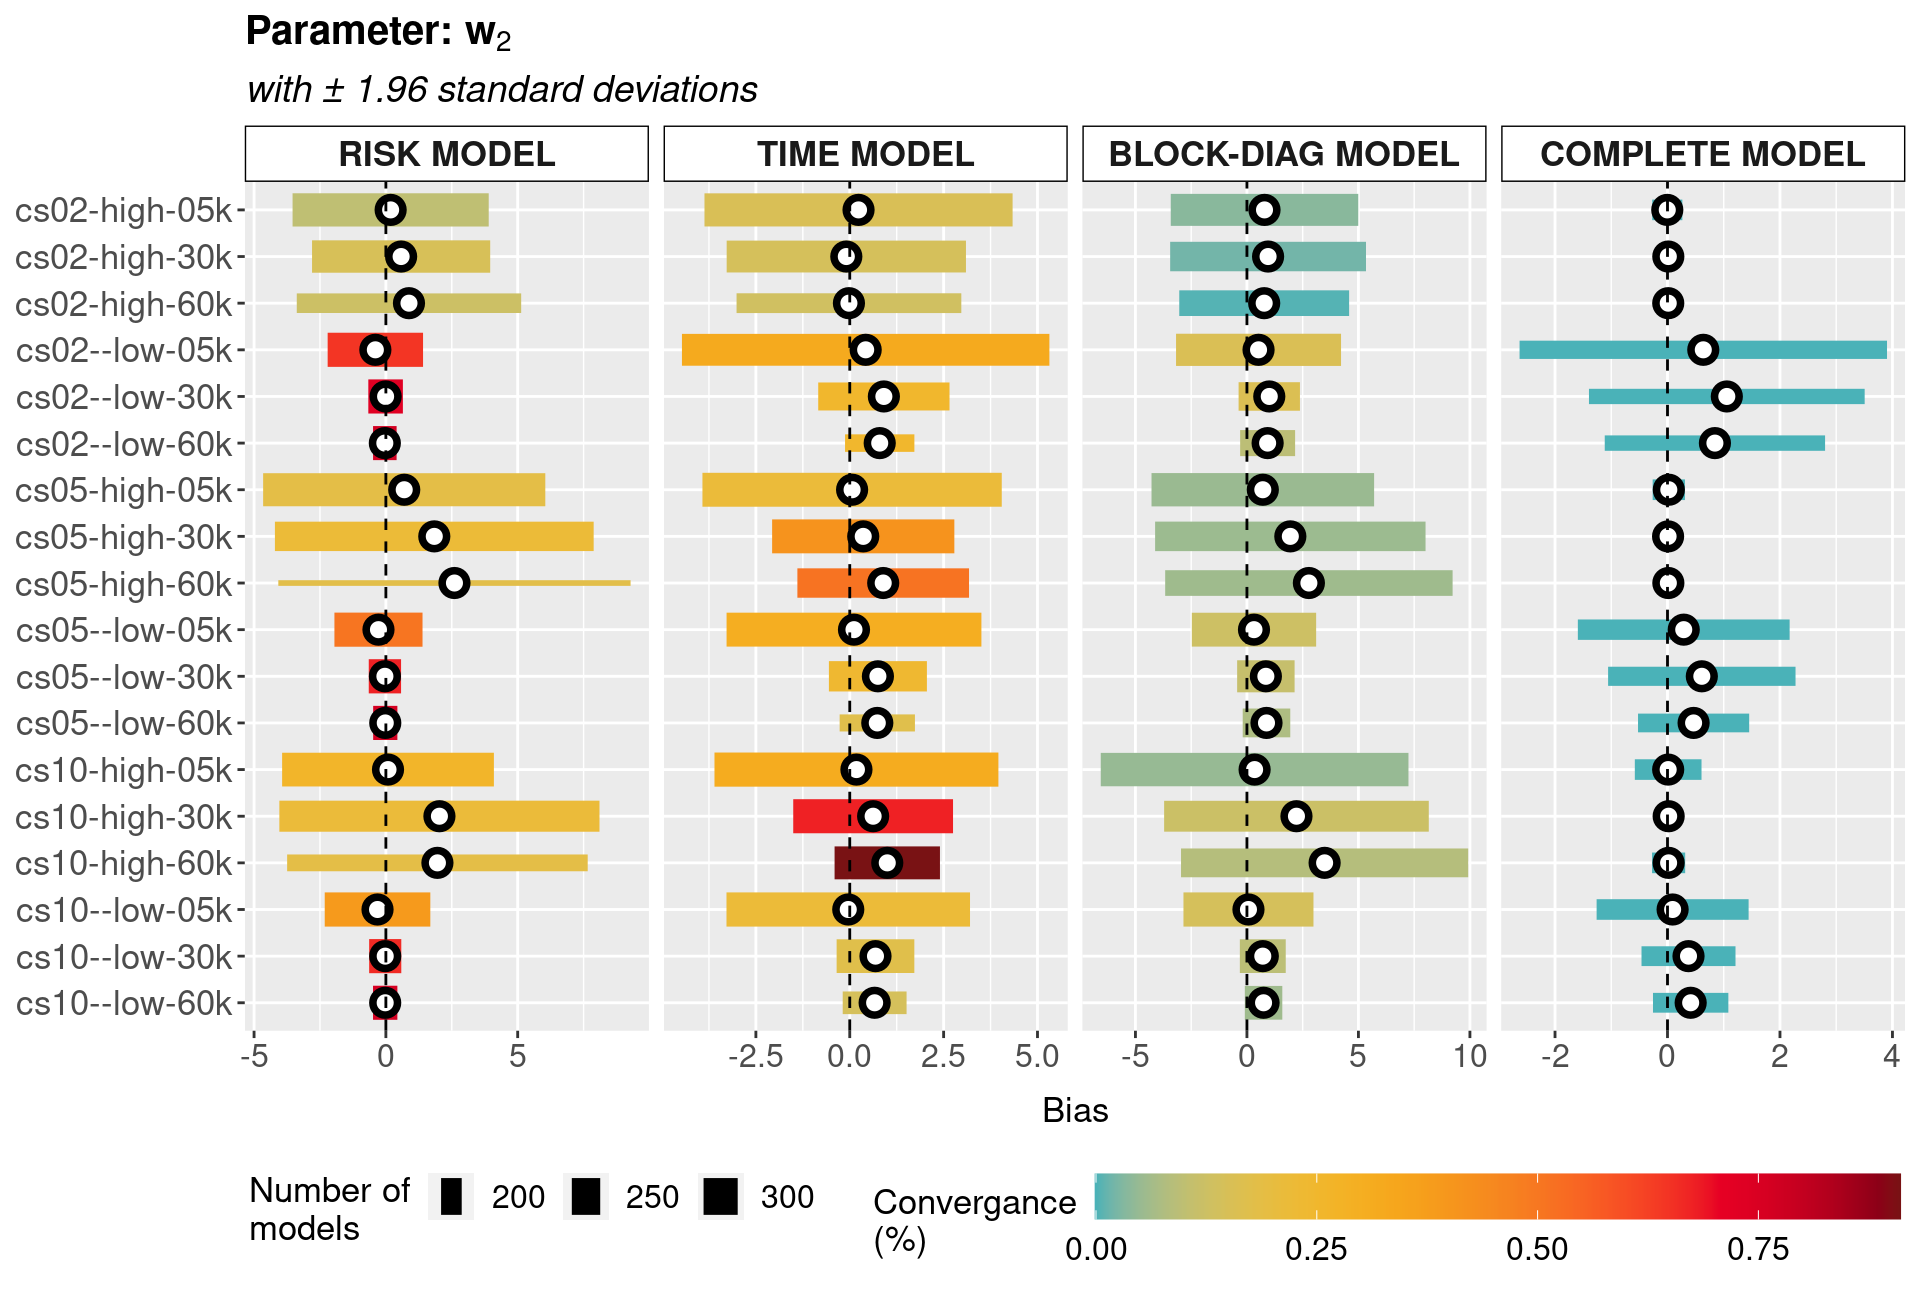 Parameter: w₂
with ± 1.96 standard deviations
RISK MODEL TIME MODEL BLOCK-DIAG MODEL COMPLETE MODEL
cs02-high-05k
cs02-high-30k
cs02-high-60k
cs02--low-05k
cs02--low-30k
cs02--low-60k
cs05-high-05k
cs05-high-30k
cs05-high-60k
cs05--low-05k
cs05--low-30k
cs05--low-60k
cs10-high-05k
cs10-high-30k
cs10-high-60k
cs10--low-05k
cs10--low-30k
cs10--low-60k
-5 0 5 -2.5 0.0 2.5 5.0 -5 0 5 10 -2 0 2 4
Bias
Number of
models
200 250 300
Convergance
(%)
0.00 0.25 0.50 0.75